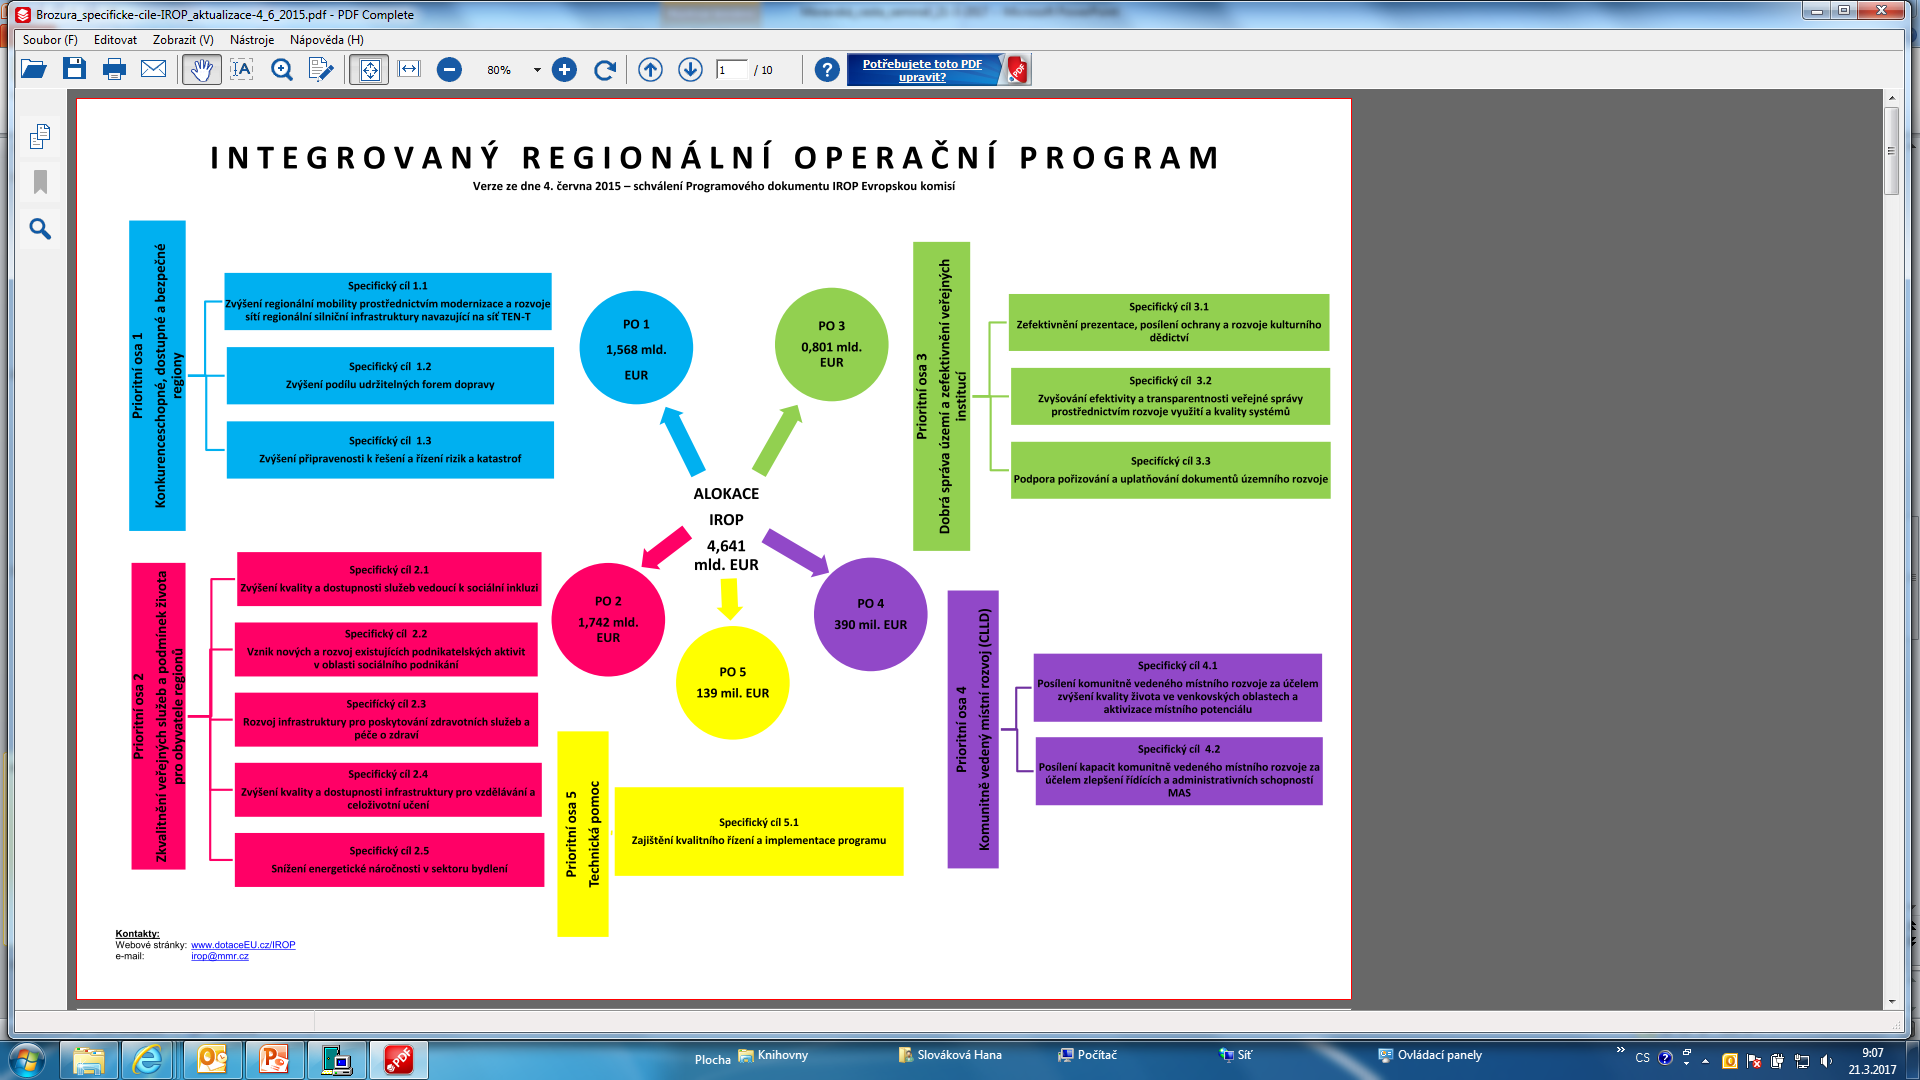 Brozura_specificke-cile-IROP_aktualizace-4_6_2015.pdf - PDF Complete
Soubor (F) Editovat Zobrazit (V) Nástroje Nápověda (H)
80% 1 / 10 ? Potřebujete toto PDF
upravit?
INTEGROVANÝ REGIONÁLNÍ OPERAČNÍ PROGRAM
Verze ze dne 4. června 2015 – schválení Programového dokumentu IROP Evropskou komisí
Prioritní osa 1
Konkurenceschopné, dostupné a bezpečné
regiony
Specifický cíl 1.1
Zvýšení regionální mobility prostřednictvím modernizace a rozvoje
sítí regionální silniční infrastruktury navazující na síť TEN-T
Specifický cíl 1.2
Zvýšení podílu udržitelných forem dopravy
Specifický cíl 1.3
Zvýšení připravenosti k řešení a řízení rizik a katastrof
PO 1
1,568 mld.
EUR
PO 3
0,801 mld.
EUR
Prioritní osa 3
Dobrá správa území a zefektivnění veřejných
institucí
Specifický cíl 3.1
Zefektivnění prezentace, posílení ochrany a rozvoje kulturního
dědictví
Specifický cíl 3.2
Zvyšování efektivity a transparentnosti veřejné správy
prostřednictvím rozvoje využití a kvality systémů
Specifický cíl 3.3
Podpora pořizování a uplatňování dokumentů územního rozvoje
ALOKACE
IROP
4,641
mld. EUR
Prioritní osa 2
Zkvalitnění veřejných služeb a podmínek života
pro obyvatele regionů
Specifický cíl 2.1
Zvýšení kvality a dostupnosti služeb vedoucí k sociální inkluzi
Specifický cíl 2.2
Vznik nových a rozvoj existujících podnikatelských aktivit
v oblasti sociálního podnikání
Specifický cíl 2.3
Rozvoj infrastruktury pro poskytování zdravotních služeb a
péče o zdraví
Specifický cíl 2.4
Zvýšení kvality a dostupnosti infrastruktury pro vzdělávání a
celoživotní učení
Specifický cíl 2.5
Snížení energetické náročnosti v sektoru bydlení
PO 2
1,742 mld.
EUR
PO 5
139 mil. EUR
PO 4
390 mil. EUR
Prioritní osa 4
Komunitně vedený místní rozvoj (CLLD)
Specifický cíl 4.1
Posílení komunitně vedeného místního rozvoje za účelem
zvýšení kvality života ve venkovských oblastech a
aktivizace místního potenciálu
Specifický cíl 4.2
Posílení kapacit komunitně vedeného místního rozvoje za
účelem zlepšení řídících a administrativních schopností
MAS
Prioritní osa 5
Technická pomoc
Specifický cíl 5.1
Zajištění kvalitního řízení a implementace programu
Kontakty:
Webové stránky: www.dotaceEU.cz/IROP
e-mail: irop@mmr.cz
Plocha Knihovny Slováková Hana Počítač Síť Ovládací panely » CS 9:07
21.3.2017